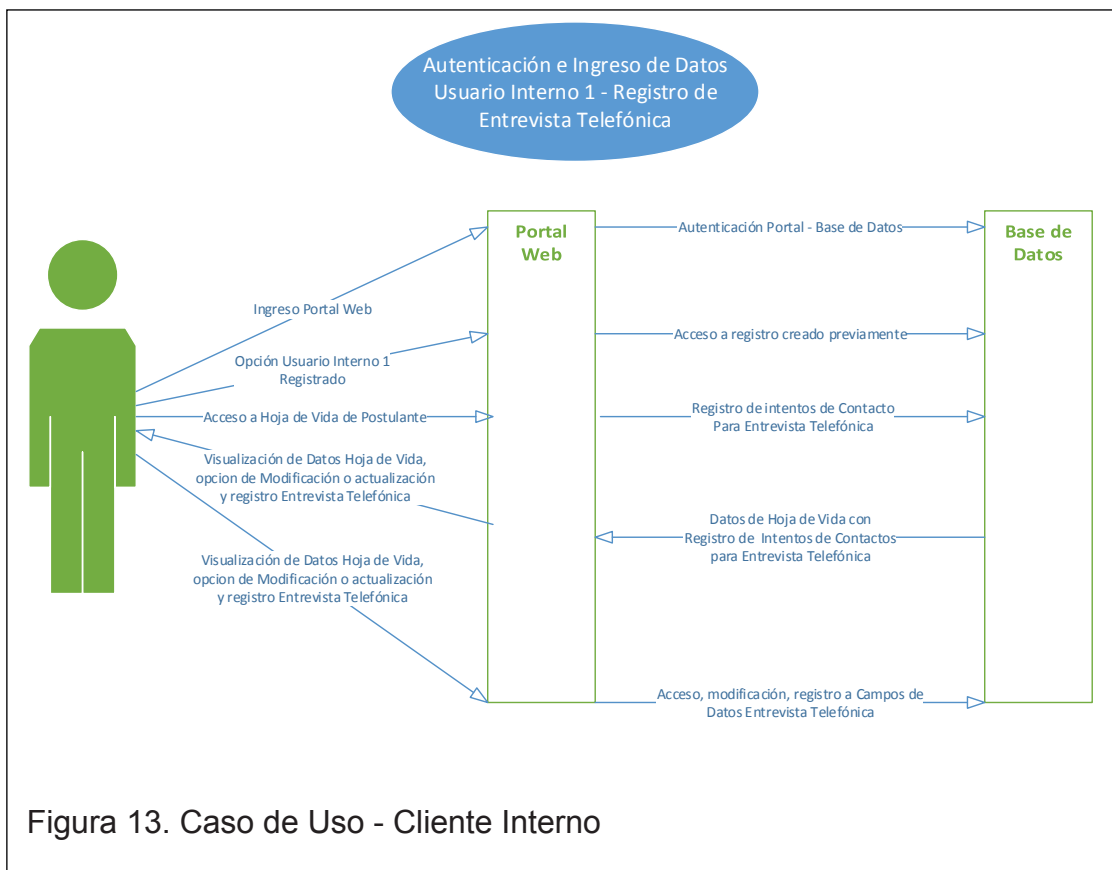 Autenticación e Ingreso de Datos
Usuario Interno 1 - Registro de
Entrevista Telefónica
Portal
Web
Base de
Datos
Autenticación Portal - Base de Datos
Ingreso Portal Web
Acceso a registro creado previamente
Opción Usuario Interno 1
Registrado
Acceso a Hoja de Vida de Postulante
Registro de intentos de Contacto
Para Entrevista Telefónica
Visualización de Datos Hoja de Vida,
opcion de Modificación o actualización
y registro Entrevista Telefónica
Datos de Hoja de Vida con
Registro de Intentos de Contactos
para Entrevista Telefónica
Visualización de Datos Hoja de Vida,
opcion de Modificación o actualización
y registro Entrevista Telefónica
Acceso, modificación, registro a Campos de
Datos Entrevista Telefónica
Figura 13. Caso de Uso - Cliente Interno